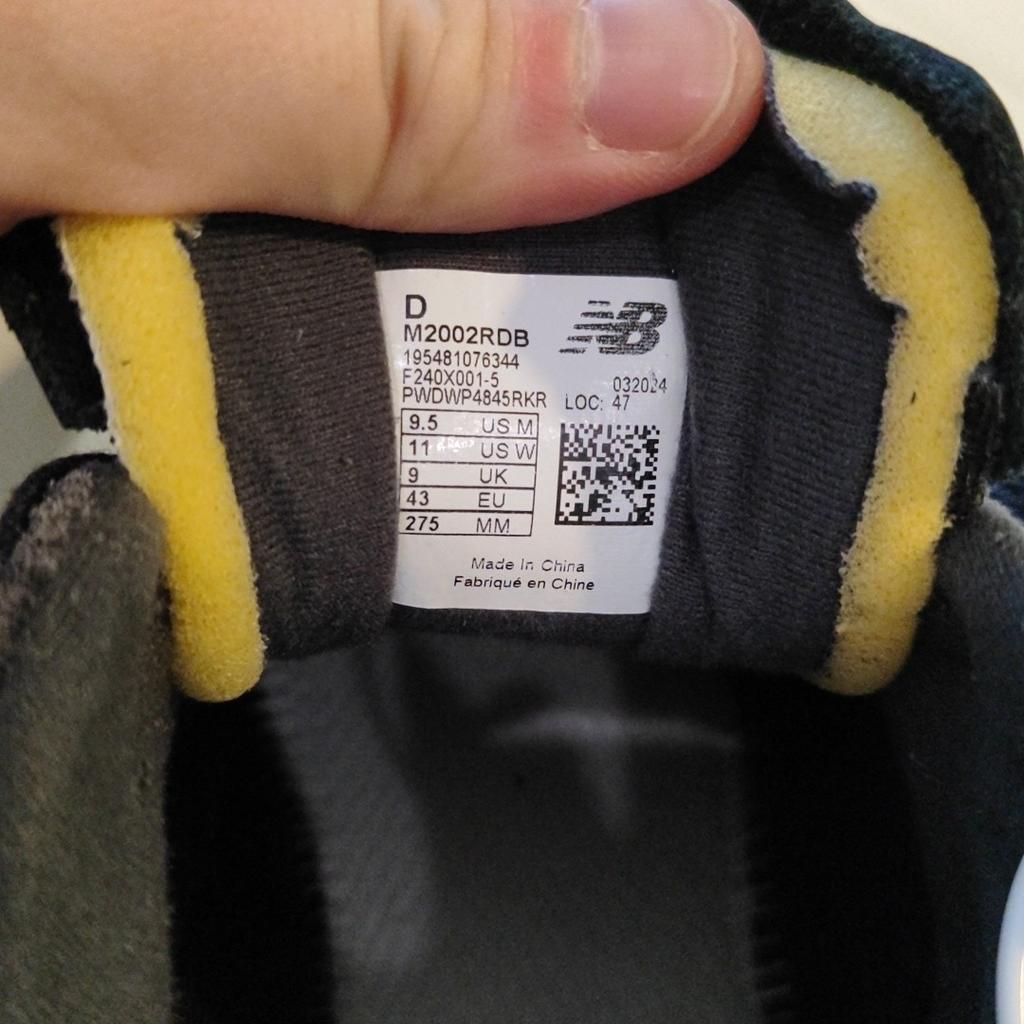 D
M2002RDB
195481076344
F240X001-5
PWDWP4845RKR
NB
032024
LOC: 47
9.5 US M
11 US W
9 UK
43 EU
275 MM
Made In China
Fabriqué en Chine